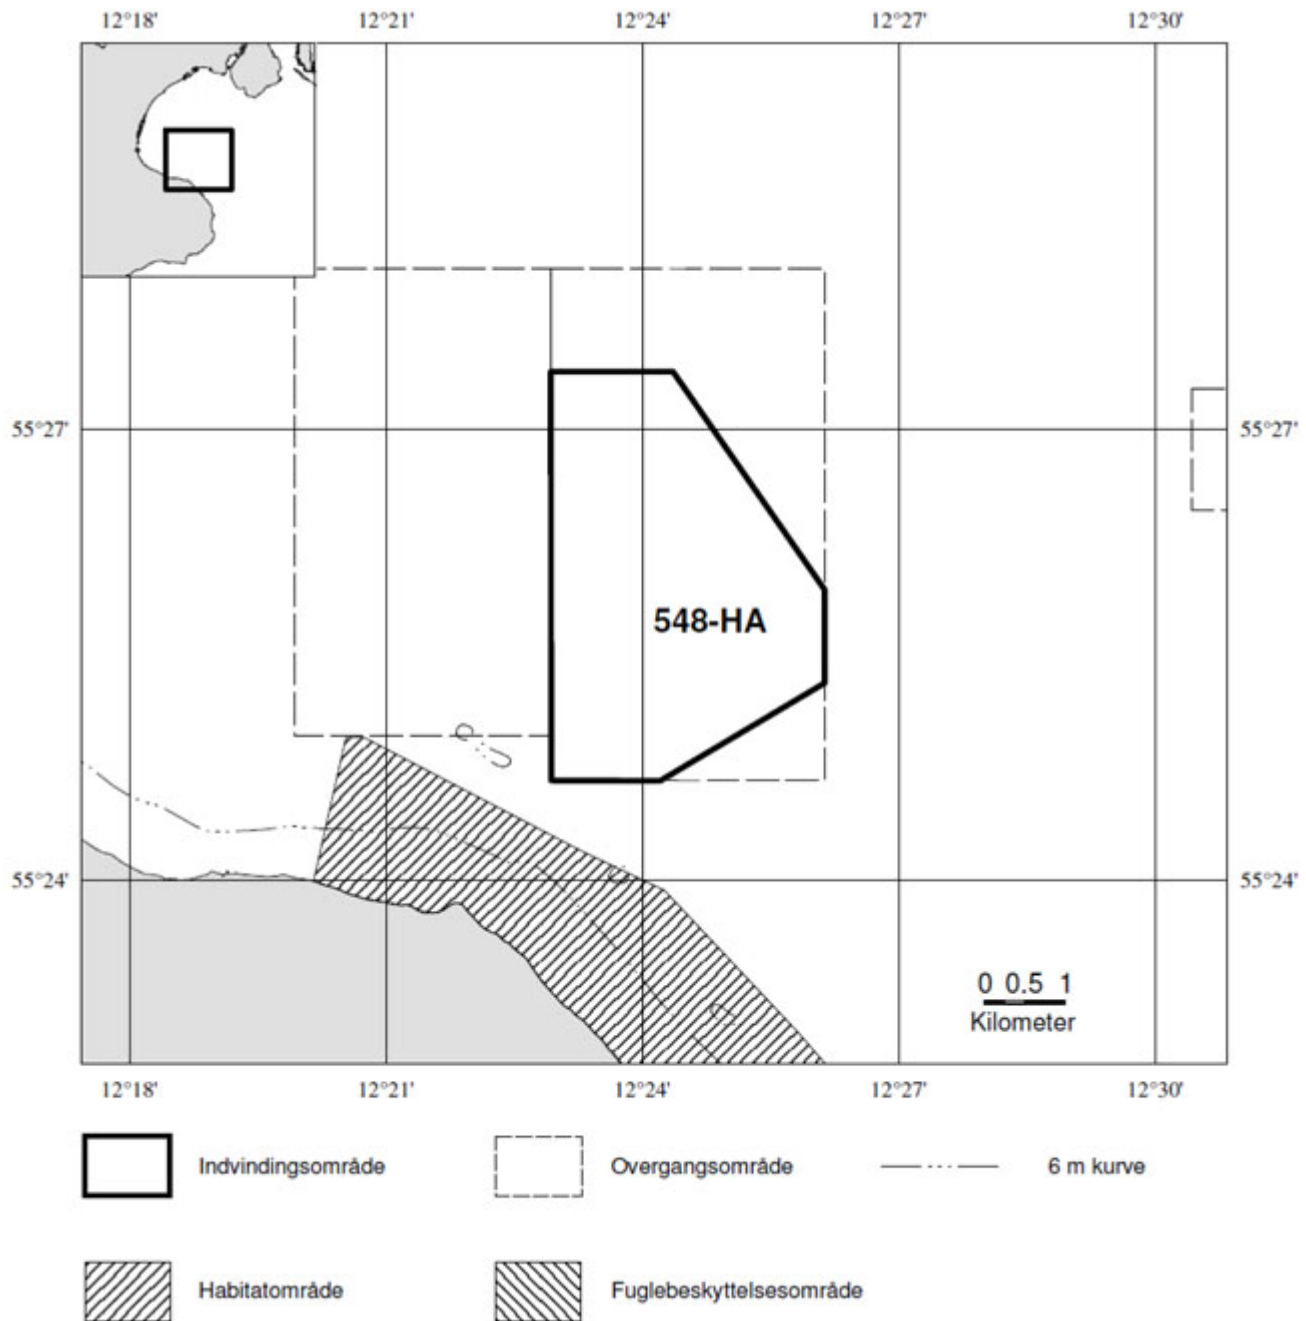 12°18' 12°21' 12°24' 12°27' 12°30'
55°27' 55°27'
548-HA
55°24' 55°24'
0 0.5 1
Kilometer
12°18' 12°21' 12°24' 12°27' 12°30'
Indvindingsområde Overgangsområde 6 m kurve
Habitatområde Fuglebeskyttelsesområde